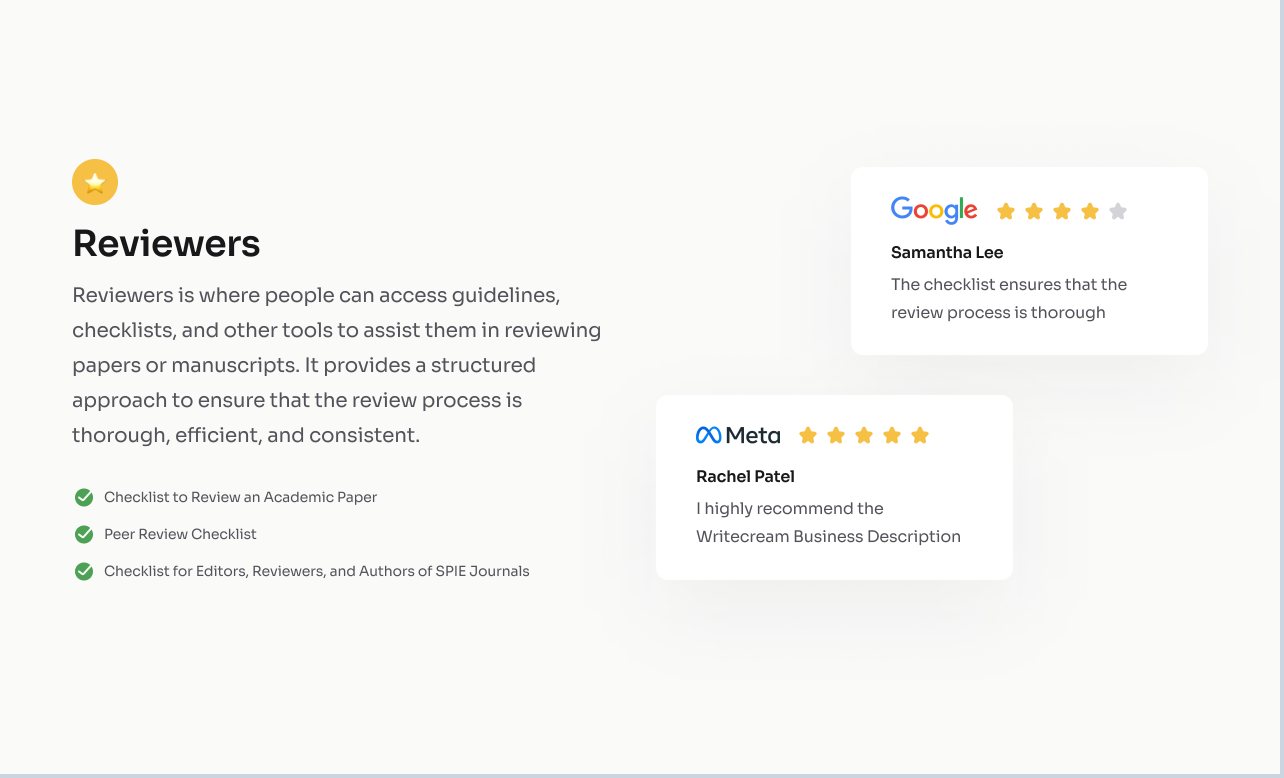 Reviewers
Reviewers is where people can access guidelines,
checklists, and other tools to assist them in reviewing
papers or manuscripts. It provides a structured
approach to ensure that the review process is
thorough, efficient, and consistent.
Checklist to Review an Academic Paper
Peer Review Checklist
Checklist for Editors, Reviewers, and Authors of SPIE Journals
Google
Samantha Lee
The checklist ensures that the
review process is thorough
Meta
Rachel Patel
I highly recommend the
Writecream Business Description